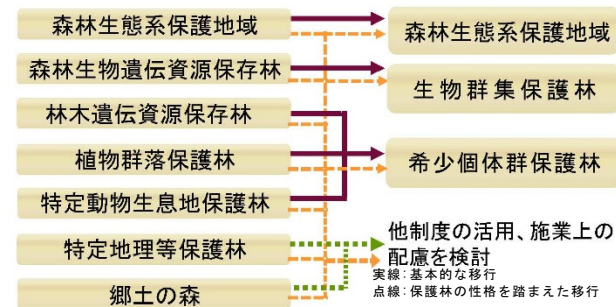 森林生態系保護地域
森林生物遺伝資源保存林
林木遺伝資源保存林
植物群落保護林
特定動物生息地保護林
特定地理等保護林
郷土の森
森林生態系保護地域
生物群集保護林
希少個体群保護林
他制度の活用、施業上の
配慮を検討
実線:基本的な移行
点線:保護林の性格を踏まえた移行